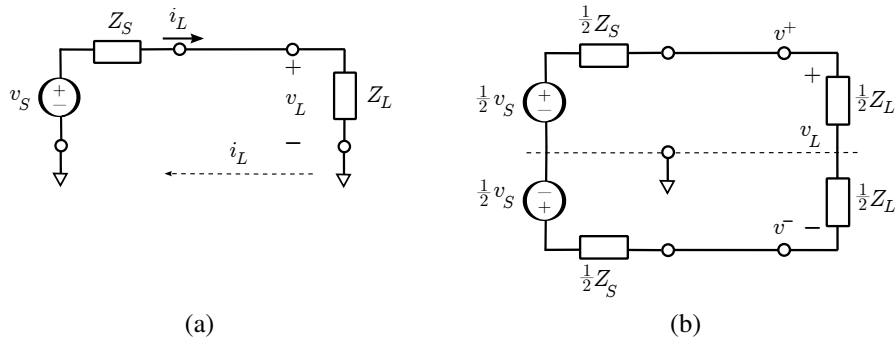 Z_S
i_L
v_S
+
−
+
v_L
−
Z_L
i_L
(a)
½Z_S
v⁺
½v_S
+
−
+
½Z_L
v_L
½v_S
−
+
½Z_L
−
v⁻
½Z_S
(b)